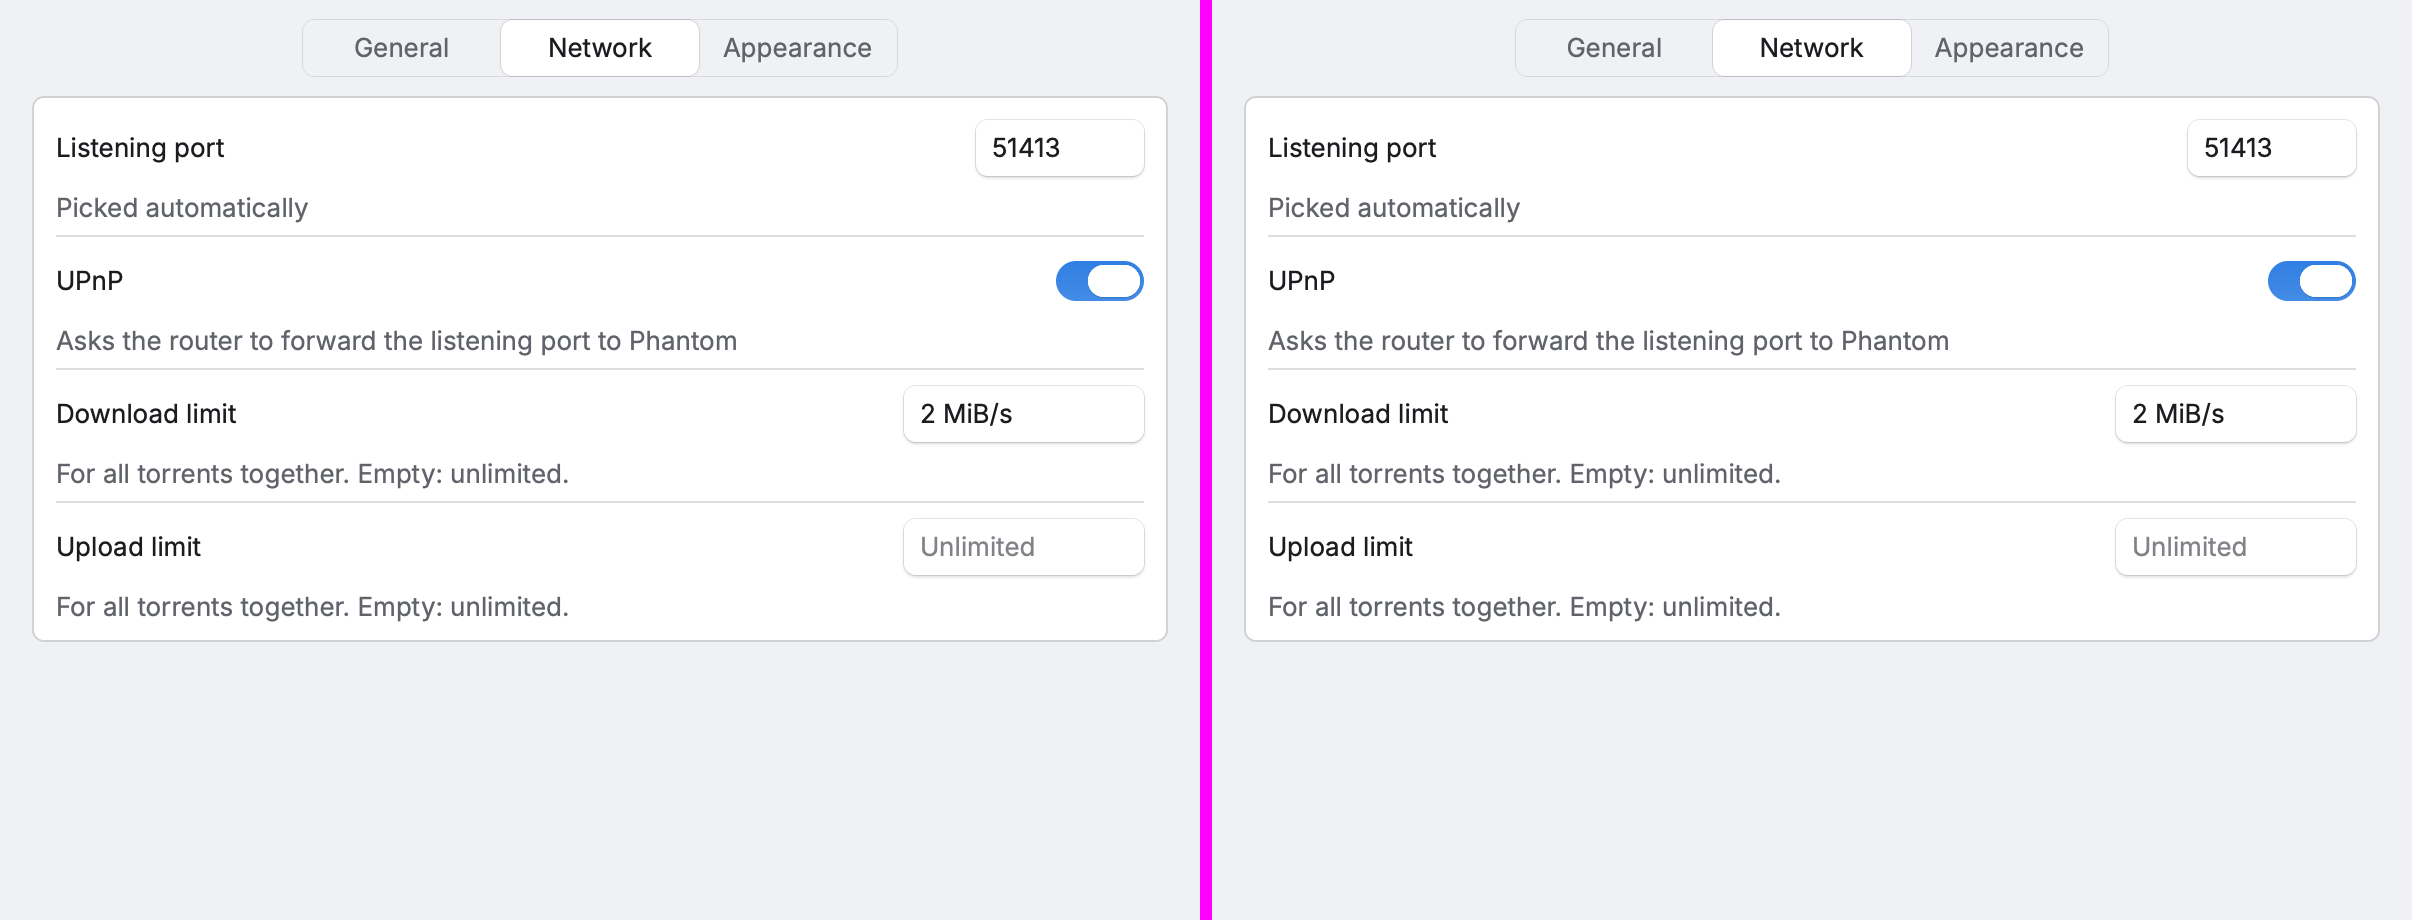 General Network Appearance
Listening port 51413
Picked automatically
UPnP
Asks the router to forward the listening port to Phantom
Download limit 2 MiB/s
For all torrents together. Empty: unlimited.
Upload limit Unlimited
For all torrents together. Empty: unlimited.
General Network Appearance
Listening port 51413
Picked automatically
UPnP
Asks the router to forward the listening port to Phantom
Download limit 2 MiB/s
For all torrents together. Empty: unlimited.
Upload limit Unlimited
For all torrents together. Empty: unlimited.